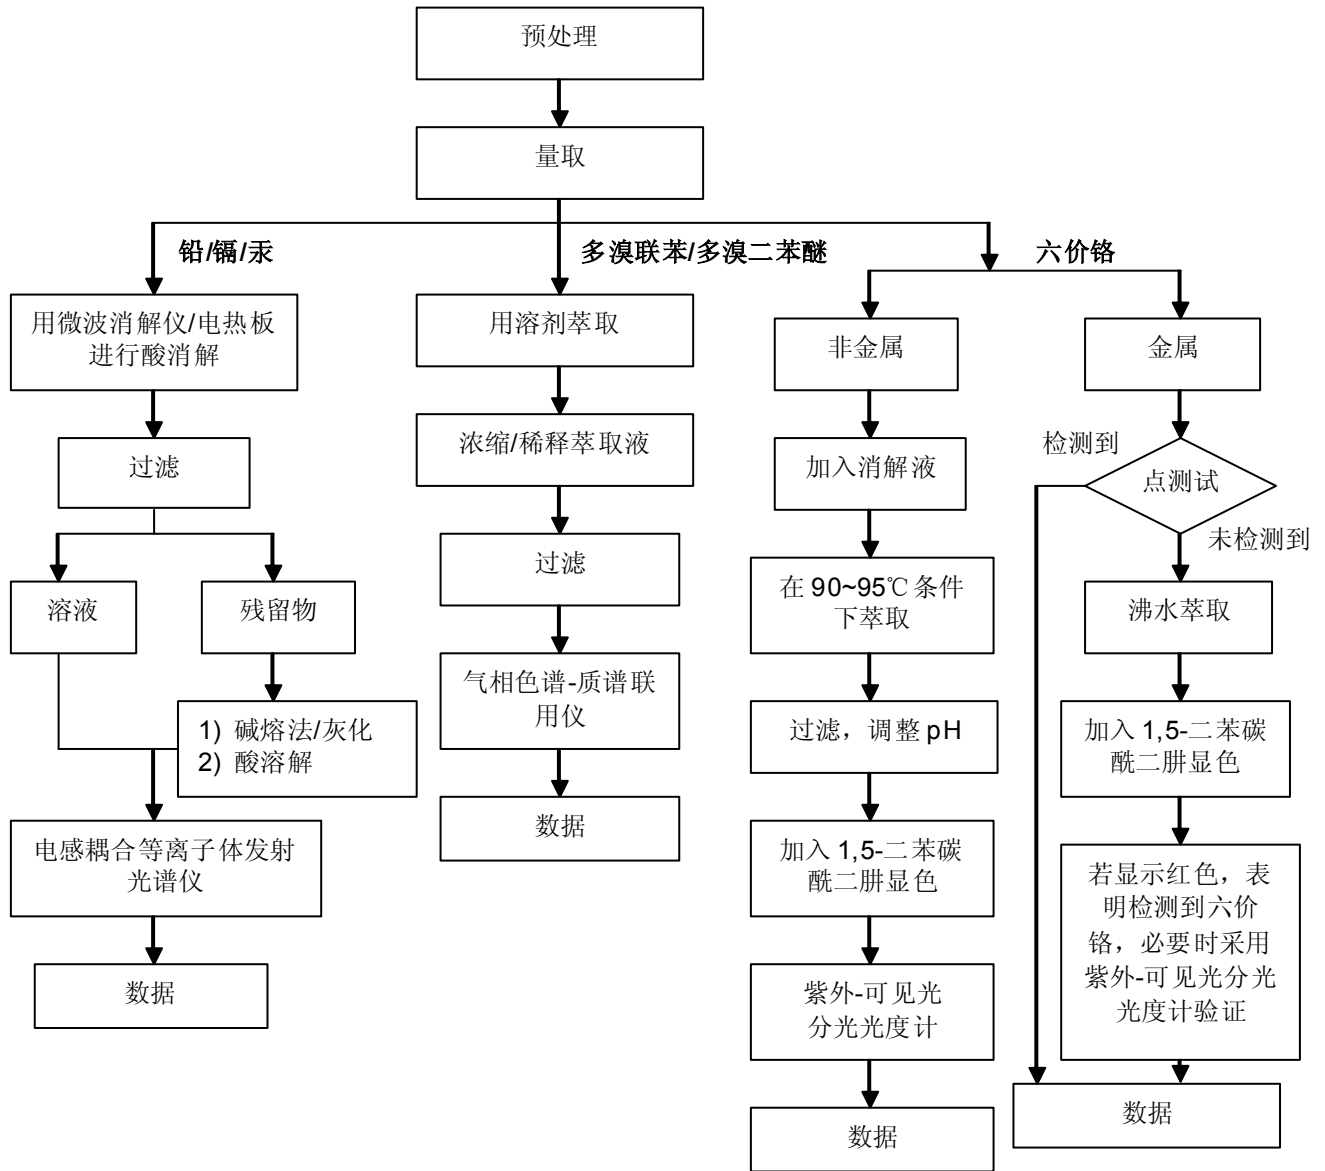 预处理
量取
铅/镉/汞
多溴联苯/多溴二苯醚
六价铬
用微波消解仪/电热板
进行酸消解
过滤
溶液
残留物
1) 碱熔法/灰化
2) 酸溶解
电感耦合等离子体发射
光谱仪
数据
用溶剂萃取
浓缩/稀释萃取液
过滤
气相色谱-质谱联
用仪
数据
非金属
加入消解液
在 90~95℃ 条件
下萃取
过滤，调整 pH
加入 1,5-二苯碳
酰二肼显色
紫外-可见光
分光光度计
数据
金属
检测到
点测试
未检测到
沸水萃取
加入 1,5-二苯碳
酰二肼显色
若显示红色，表
明检测到六价
铬，必要时采用
紫外-可见光分光
光度计验证
数据